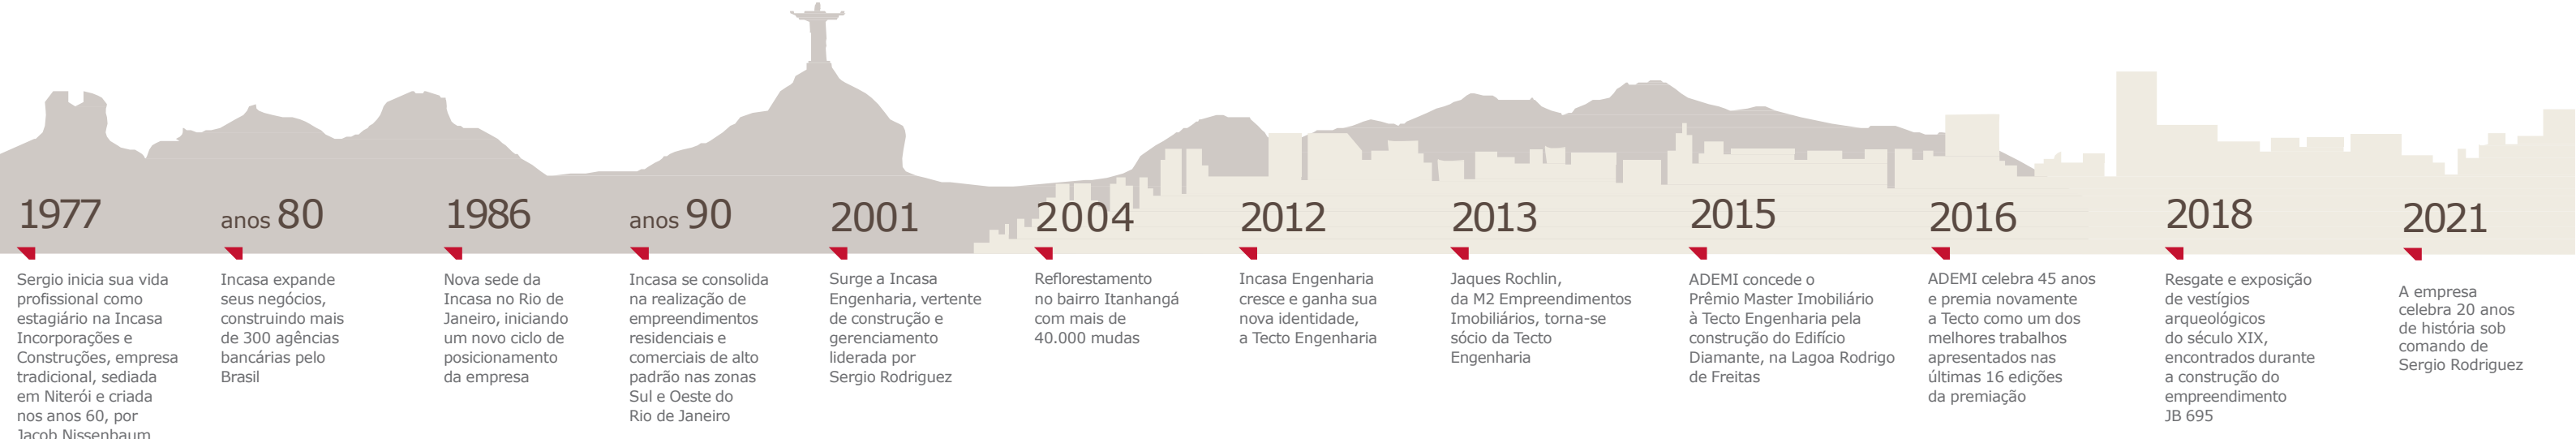 1977
Sergio inicia sua vida
profissional como
estagiário na Incasa
Incorporações e
Construções, empresa
tradicional, sediada
em Niterói e criada
nos anos 60, por
Jacob Nissenbaum
anos 80
Incasa expande
seus negócios,
construindo mais
de 300 agências
bancárias pelo
Brasil
1986
Nova sede da
Incasa no Rio de
Janeiro, iniciando
um novo ciclo de
posicionamento
da empresa
anos 90
Incasa se consolida
na realização de
empreendimentos
residenciais e
comerciais de alto
padrão nas zonas
Sul e Oeste do
Rio de Janeiro
2001
Surge a Incasa
Engenharia, vertente
de construção e
gerenciamento
liderada por
Sergio Rodriguez
2004
Reflorestamento
no bairro Itanhangá
com mais de
40.000 mudas
2012
Incasa Engenharia
cresce e ganha sua
nova identidade,
a Tecto Engenharia
2013
Jaques Rochlin,
da M2 Empreendimentos
Imobiliários, torna-se
sócio da Tecto
Engenharia
2015
ADEMI concede o
Prêmio Master Imobiliário
à Tecto Engenharia pela
construção do Edifício
Diamante, na Lagoa Rodrigo
de Freitas
2016
ADEMI celebra 45 anos
e premia novamente
a Tecto como um dos
melhores trabalhos
apresentados nas
últimas 16 edições
da premiação
2018
Resgate e exposição
de vestígios
arqueológicos
do século XIX,
encontrados durante
a construção do
empreendimento
JB 695
2021
A empresa
celebra 20 anos
de história sob
comando de
Sergio Rodriguez